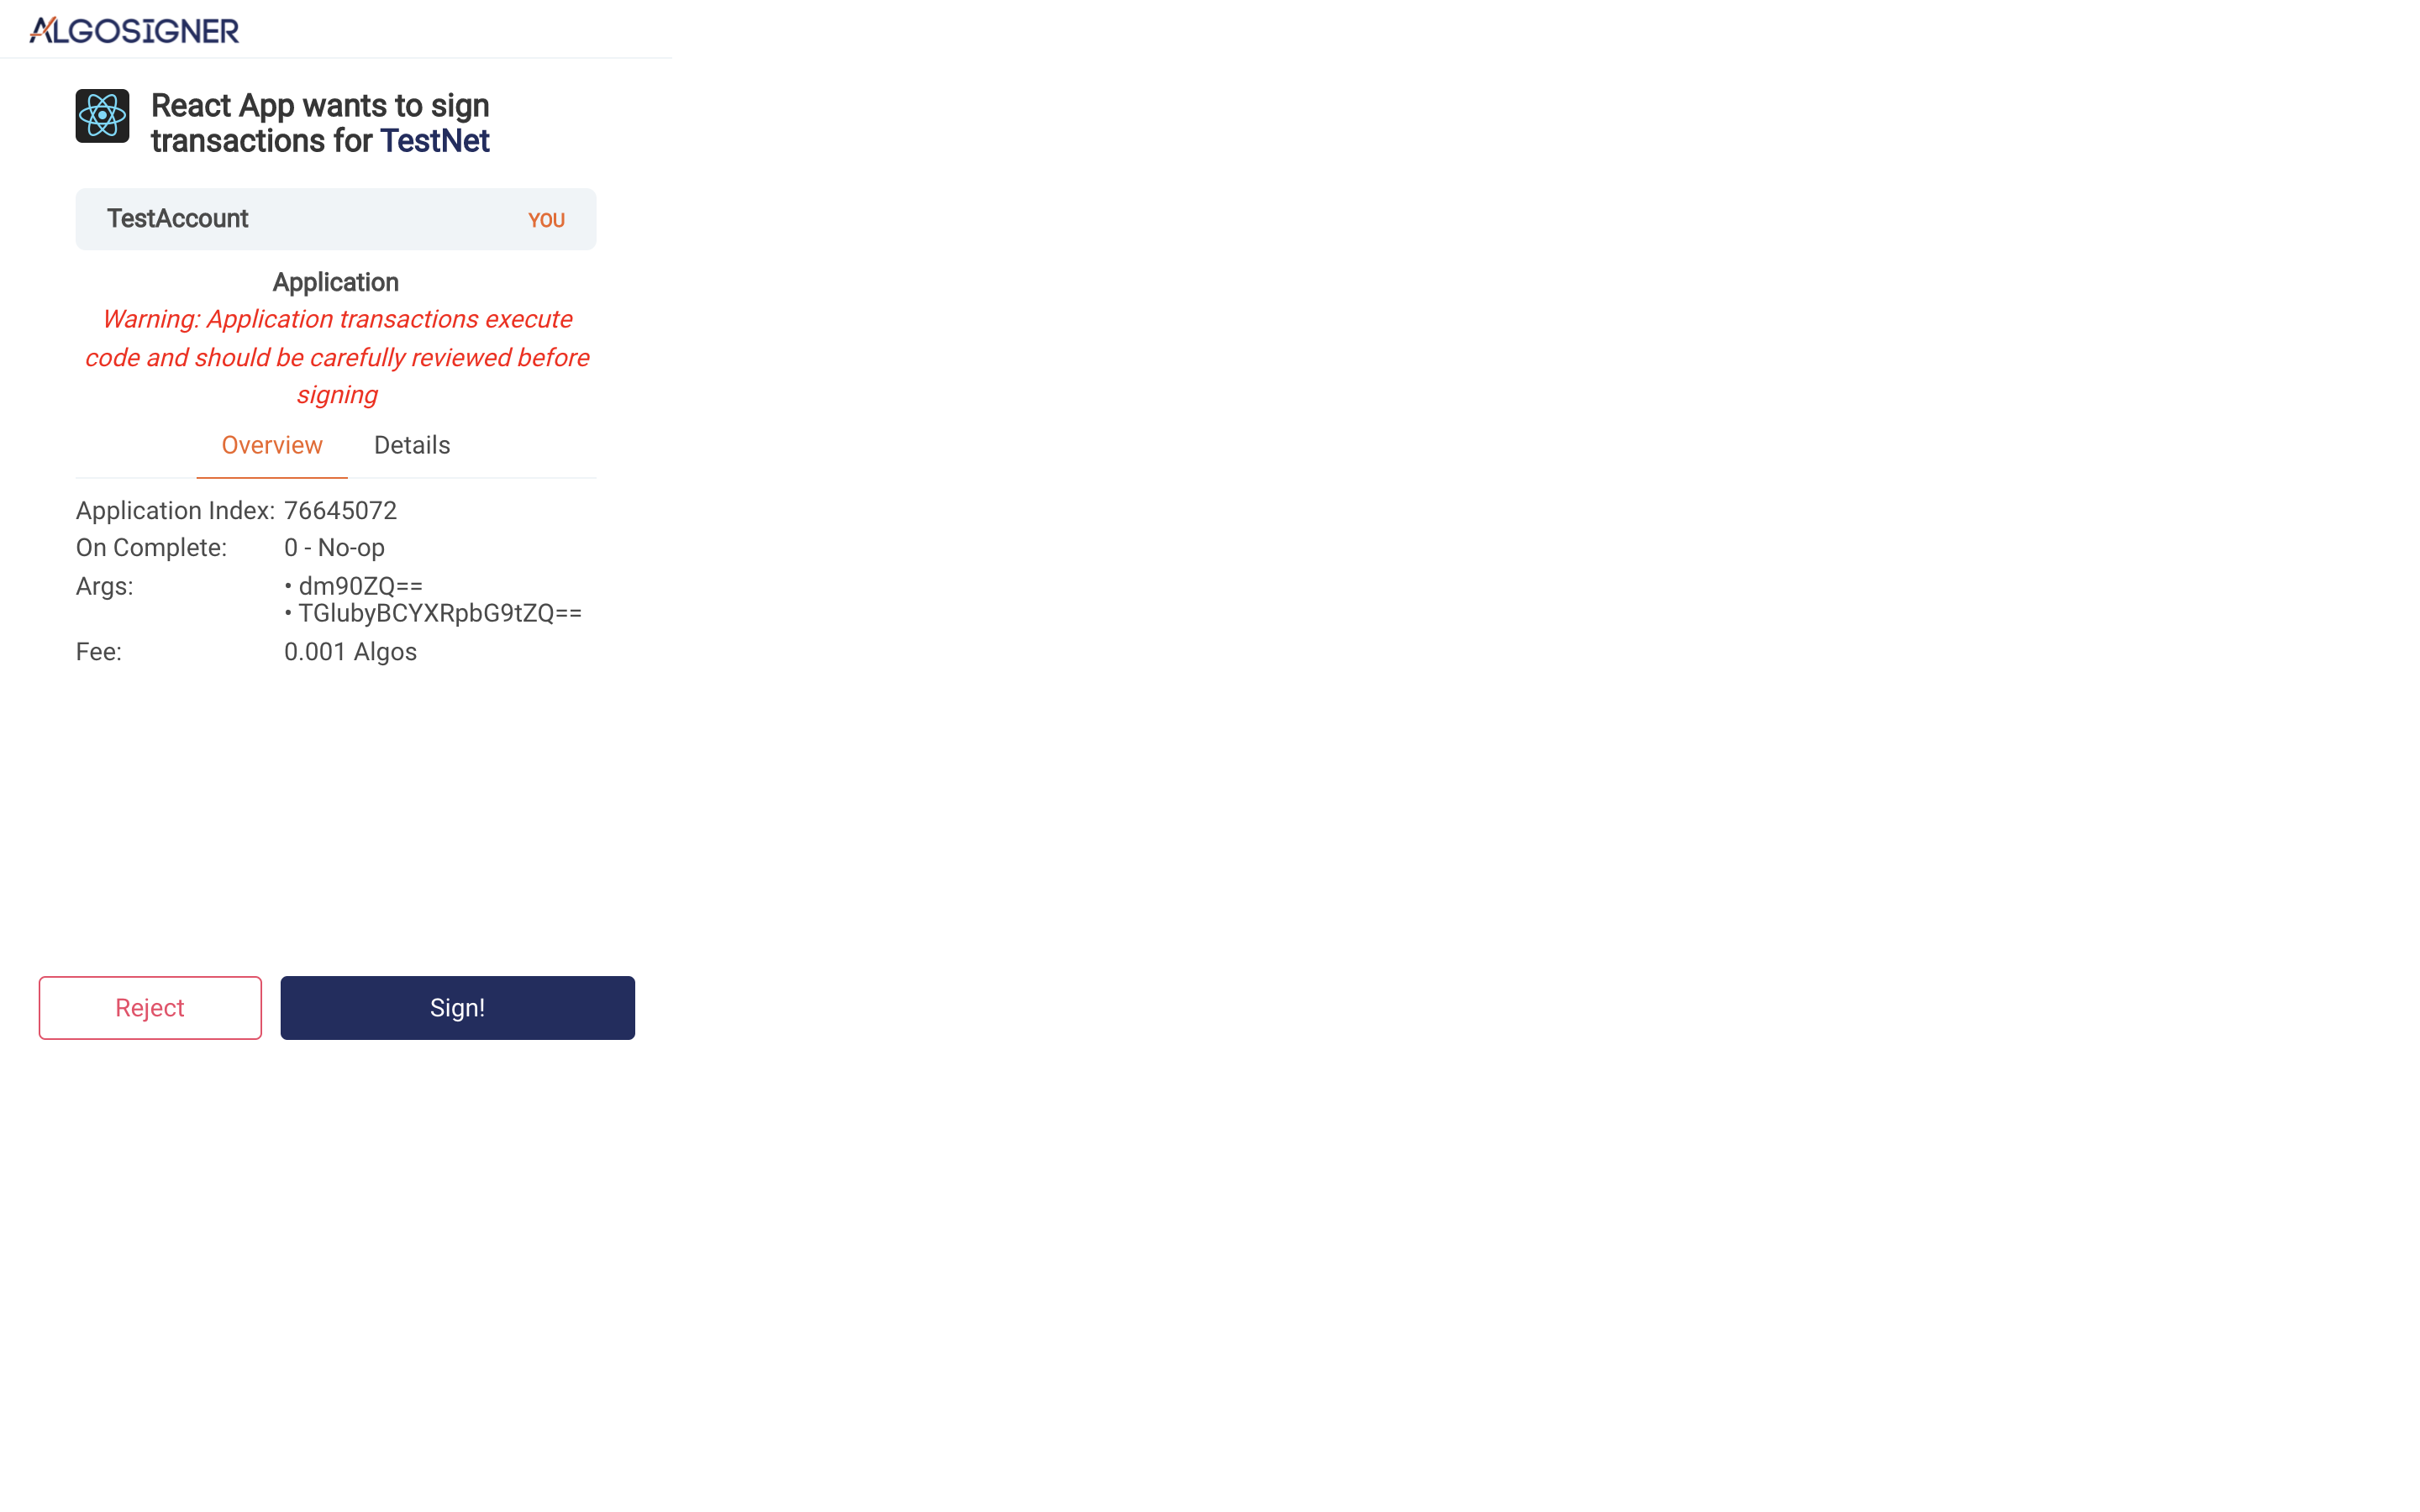 ALGOSIGNER
React App wants to sign
transactions for TestNet
TestAccount YOU
Application
Warning: Application transactions execute
code and should be carefully reviewed before
signing
Overview Details
Application Index: 76645072
On Complete: 0 - No-op
Args: • dm90ZQ==
• TGlubyBCYXRpbG9tZQ==
Fee: 0.001 Algos
Reject Sign!